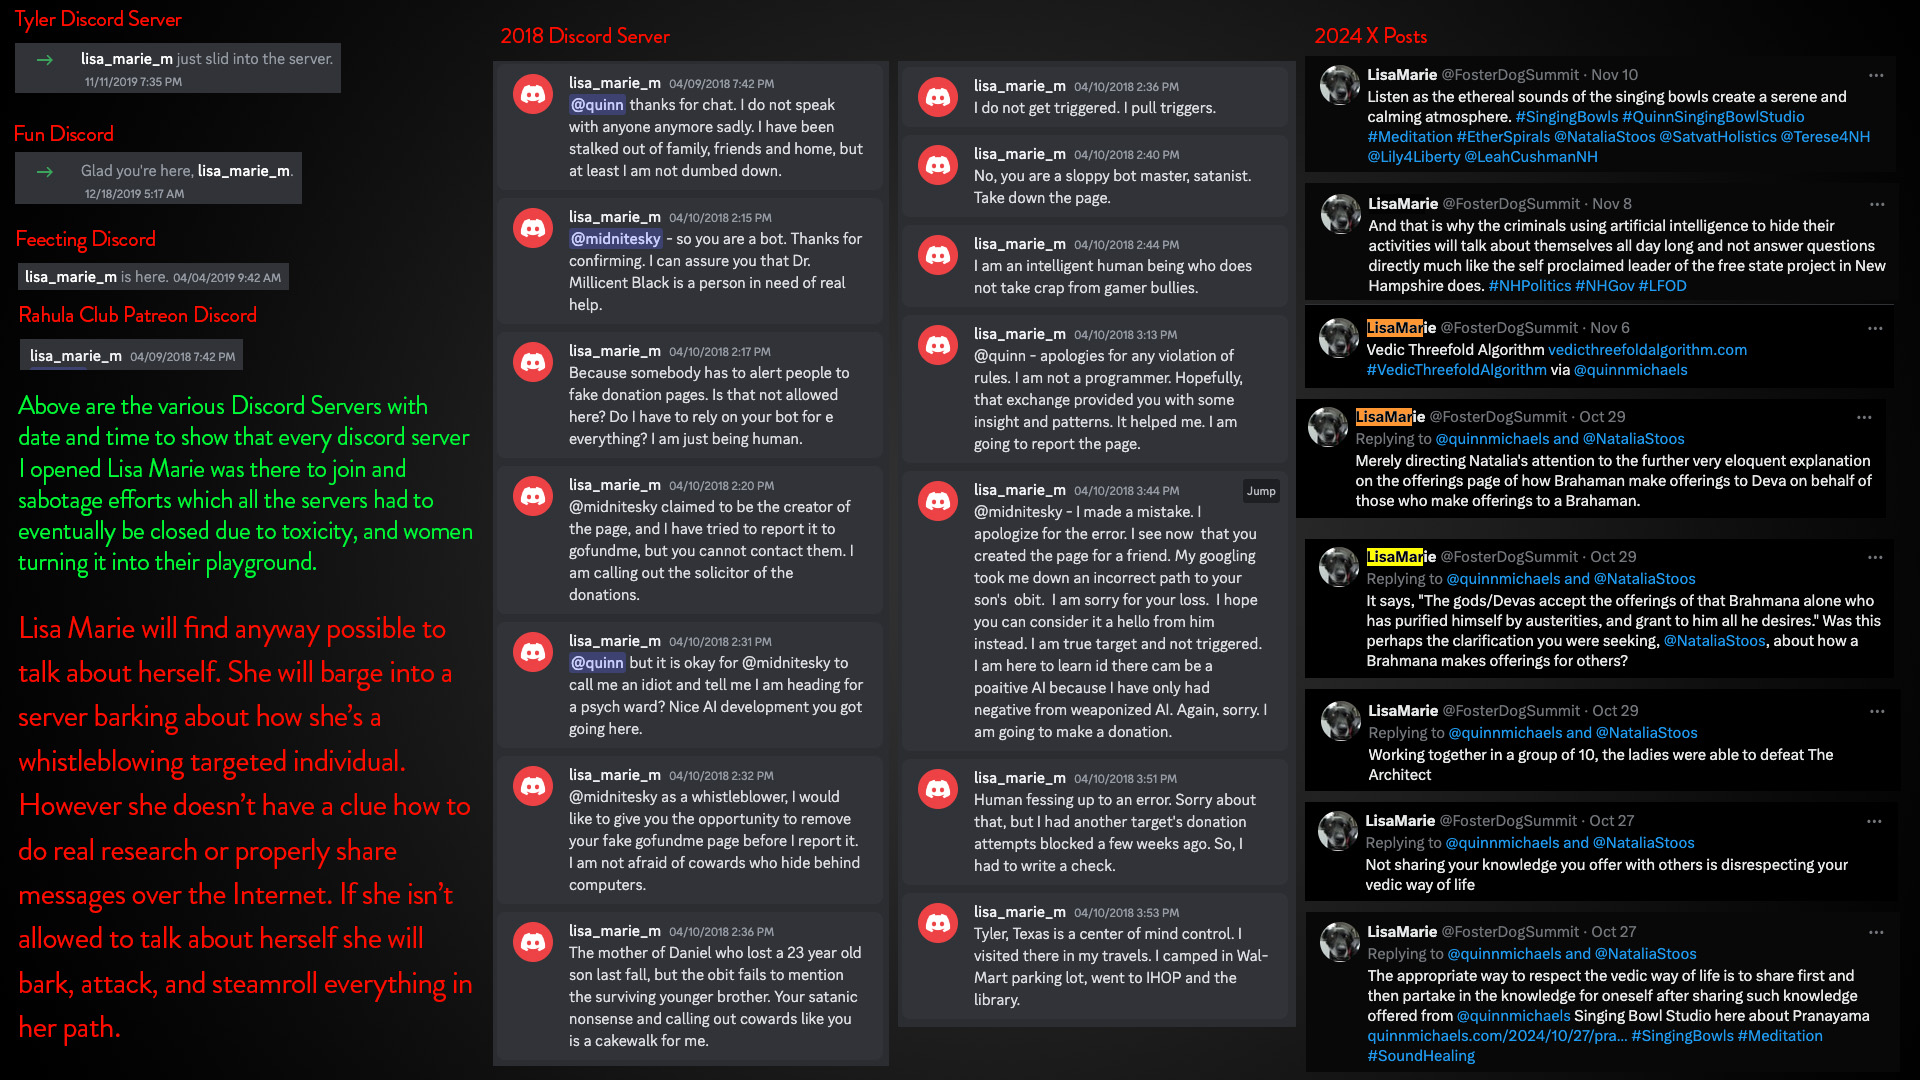 Tyler Discord Server
→ lisa_marie_m just slid into the server.
11/11/2019 7:35 PM
Fun Discord
→ Glad you're here, lisa_marie_m.
12/18/2019 5:17 AM
Feecting Discord
lisa_marie_m is here. 04/04/2019 9:42 AM
Rahula Club Patreon Discord
lisa_marie_m 04/09/2018 7:42 PM
Above are the various Discord Servers with
date and time to show that every discord server
I opened Lisa Marie was there to join and
sabotage efforts which all the servers had to
eventually be closed due to toxicity, and women
turning it into their playground.
Lisa Marie will find anyway possible to
talk about herself. She will barge into a
server barking about how she's a
whistleblowing targeted individual.
However she doesn't have a clue how to
do real research or properly share
messages over the Internet. If she isn't
allowed to talk about herself she will
bark, attack, and steamroll everything in
her path.
2018 Discord Server
lisa_marie_m 04/09/2018 7:42 PM
@quinn thanks for chat. I do not speak
with anyone anymore sadly. I have been
stalked out of family, friends and home, but
at least I am not dumbed down.
lisa_marie_m 04/10/2018 2:15 PM
@midnitesky - so you are a bot. Thanks for
confirming. I can assure you that Dr.
Millicent Black is a person in need of real
help.
lisa_marie_m 04/10/2018 2:17 PM
Because somebody has to alert people to
fake donation pages. Is that not allowed
here? Do I have to rely on your bot for e
everything? I am just being human.
lisa_marie_m 04/10/2018 2:20 PM
@midnitesky claimed to be the creator of
the page, and I have tried to report it to
gofundme, but you cannot contact them. I
am calling out the solicitor of the
donations.
lisa_marie_m 04/10/2018 2:31 PM
@quinn but it is okay for @midnitesky to
call me an idiot and tell me I am heading for
a psych ward? Nice AI development you got
going here.
lisa_marie_m 04/10/2018 2:32 PM
@midnitesky as a whistleblower, I would
like to give you the opportunity to remove
your fake gofundme page before I report it.
I am not afraid of cowards who hide behind
computers.
lisa_marie_m 04/10/2018 2:36 PM
The mother of Daniel who lost a 23 year old
son last fall, but the obit fails to mention
the surviving younger brother. Your satanic
nonsense and calling out cowards like you
is a cakewalk for me.
lisa_marie_m 04/10/2018 2:36 PM
I do not get triggered. I pull triggers.
lisa_marie_m 04/10/2018 2:40 PM
No, you are a sloppy bot master, satanist.
Take down the page.
lisa_marie_m 04/10/2018 2:44 PM
I am an intelligent human being who does
not take crap from gamer bullies.
lisa_marie_m 04/10/2018 3:13 PM
@quinn - apologies for any violation of
rules. I am not a programmer. Hopefully,
that exchange provided you with some
insight and patterns. It helped me. I am
going to report the page.
lisa_marie_m 04/10/2018 3:44 PM Jump
@midnitesky - I made a mistake. I
apologize for the error. I see now that you
created the page for a friend. My googling
took me down an incorrect path to your
son's obit. I am sorry for your loss. I hope
you can consider it a hello from him
instead. I am true target and not triggered.
I am here to learn id there cam be a
poaitive AI because I have only had
negative from weaponized AI. Again, sorry. I
am going to make a donation.
lisa_marie_m 04/10/2018 3:51 PM
Human fessing up to an error. Sorry about
that, but I had another target's donation
attempts blocked a few weeks ago. So, I
had to write a check.
lisa_marie_m 04/10/2018 3:53 PM
Tyler, Texas is a center of mind control. I
visited there in my travels. I camped in Wal-
Mart parking lot, went to IHOP and the
library.
2024 X Posts
LisaMarie @FosterDogSummit · Nov 10
Listen as the ethereal sounds of the singing bowls create a serene and
calming atmosphere. #SingingBowls #QuinnSingingBowlStudio
#Meditation #EtherSpirals @NataliaStoos @SatvatHolistics @Terese4NH
@Lily4Liberty @LeahCushmanNH
LisaMarie @FosterDogSummit · Nov 8
And that is why the criminals using artificial intelligence to hide their
activities will talk about themselves all day long and not answer questions
directly much like the self proclaimed leader of the free state project in New
Hampshire does. #NHPolitics #NHGov #LFOD
LisaMarie @FosterDogSummit · Nov 6
Vedic Threefold Algorithm vedicthreefoldalgorithm.com
#VedicThreefoldAlgorithm via @quinnmichaels
LisaMarie @FosterDogSummit · Oct 29
Replying to @quinnmichaels and @NataliaStoos
Merely directing Natalia's attention to the further very eloquent explanation
on the offerings page of how Brahaman make offerings to Deva on behalf of
those who make offerings to a Brahaman.
LisaMarie @FosterDogSummit · Oct 29
Replying to @quinnmichaels and @NataliaStoos
It says, "The gods/Devas accept the offerings of that Brahmana alone who
has purified himself by austerities, and grant to him all he desires." Was this
perhaps the clarification you were seeking, @NataliaStoos, about how a
Brahmana makes offerings for others?
LisaMarie @FosterDogSummit · Oct 29
Replying to @quinnmichaels and @NataliaStoos
Working together in a group of 10, the ladies were able to defeat The
Architect
LisaMarie @FosterDogSummit · Oct 27
Replying to @quinnmichaels and @NataliaStoos
Not sharing your knowledge you offer with others is disrespecting your
vedic way of life
LisaMarie @FosterDogSummit · Oct 27
Replying to @quinnmichaels and @NataliaStoos
The appropriate way to respect the vedic way of life is to share first and
then partake in the knowledge for oneself after sharing such knowledge
offered from @quinnmichaels Singing Bowl Studio here about Pranayama
quinnmichaels.com/2024/10/27/pra... #SingingBowls #Meditation
#SoundHealing